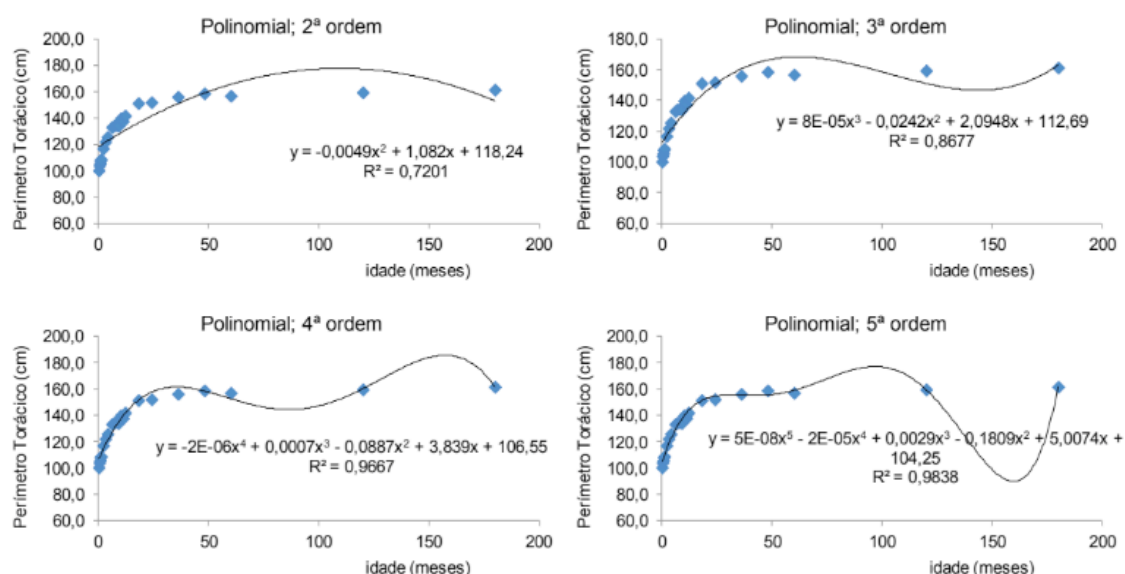 Polinomial; 2ª ordem
Perímetro Torácico (cm)
200,0
180,0
160,0
140,0
120,0
100,0
80,0
60,0
y = -0,0049x² + 1,082x + 118,24
R² = 0,7201
0
50
100
150
200
idade (meses)
Polinomial; 3ª ordem
Perímetro Torácico (cm)
180,0
160,0
140,0
120,0
100,0
80,0
60,0
y = 8E-05x³ - 0,0242x² + 2,0948x + 112,69
R² = 0,8677
0
50
100
150
200
idade (meses)
Polinomial; 4ª ordem
Perímetro Torácico (cm)
200,0
180,0
160,0
140,0
120,0
100,0
80,0
60,0
y = -2E-06x⁴ + 0,0007x³ - 0,0887x² + 3,839x + 106,55
R² = 0,9667
0
50
100
150
200
idade (meses)
Polinomial; 5ª ordem
Perímetro Torácico (cm)
200,0
180,0
160,0
140,0
120,0
100,0
80,0
60,0
y = 5E-08x⁵ - 2E-05x⁴ + 0,0029x³ - 0,1809x² + 5,0074x +
104,25
R² = 0,9838
0
50
100
150
200
idade (meses)